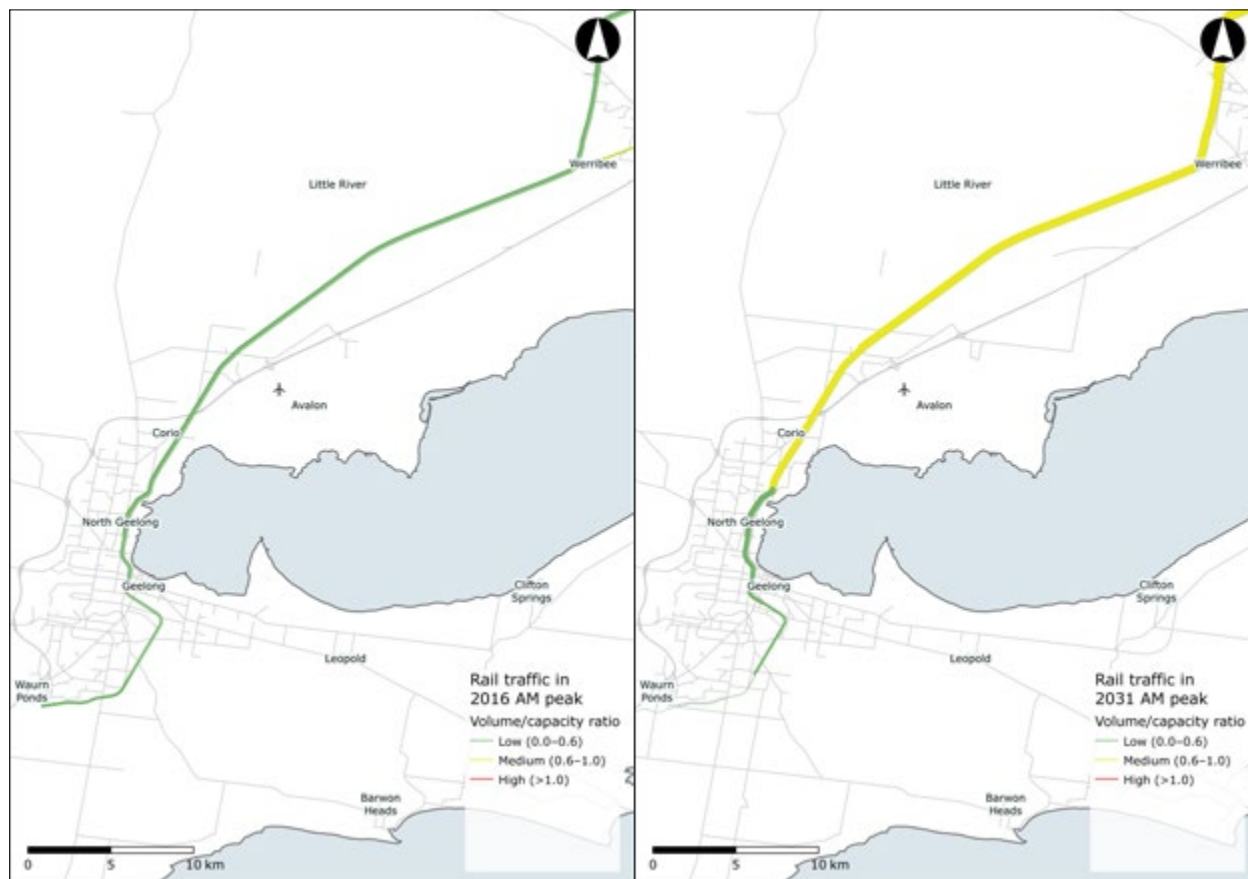 Werribee
Little River
Avalon
Corio
North Geelong
Geelong
Clifton
Springs
Leopold
Waurn
Ponds
Rail traffic in
2016 AM peak
Volume/capacity ratio
Low (0.0–0.6)
Medium (0.6–1.0)
High (>1.0)
Barwon
Heads
0 5 10 km
Werribee
Little River
Avalon
Corio
North Geelong
Geelong
Clifton
Springs
Leopold
Waurn
Ponds
Rail traffic in
2031 AM peak
Volume/capacity ratio
Low (0.0–0.6)
Medium (0.6–1.0)
High (>1.0)
Barwon
Heads
0 5 10 km